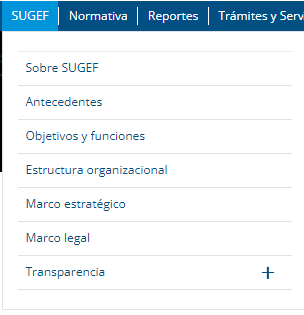 SUGEF Normativa Reportes Trámites y Serv
Sobre SUGEF
Antecedentes
Objetivos y funciones
Estructura organizacional
Marco estratégico
Marco legal
Transparencia +